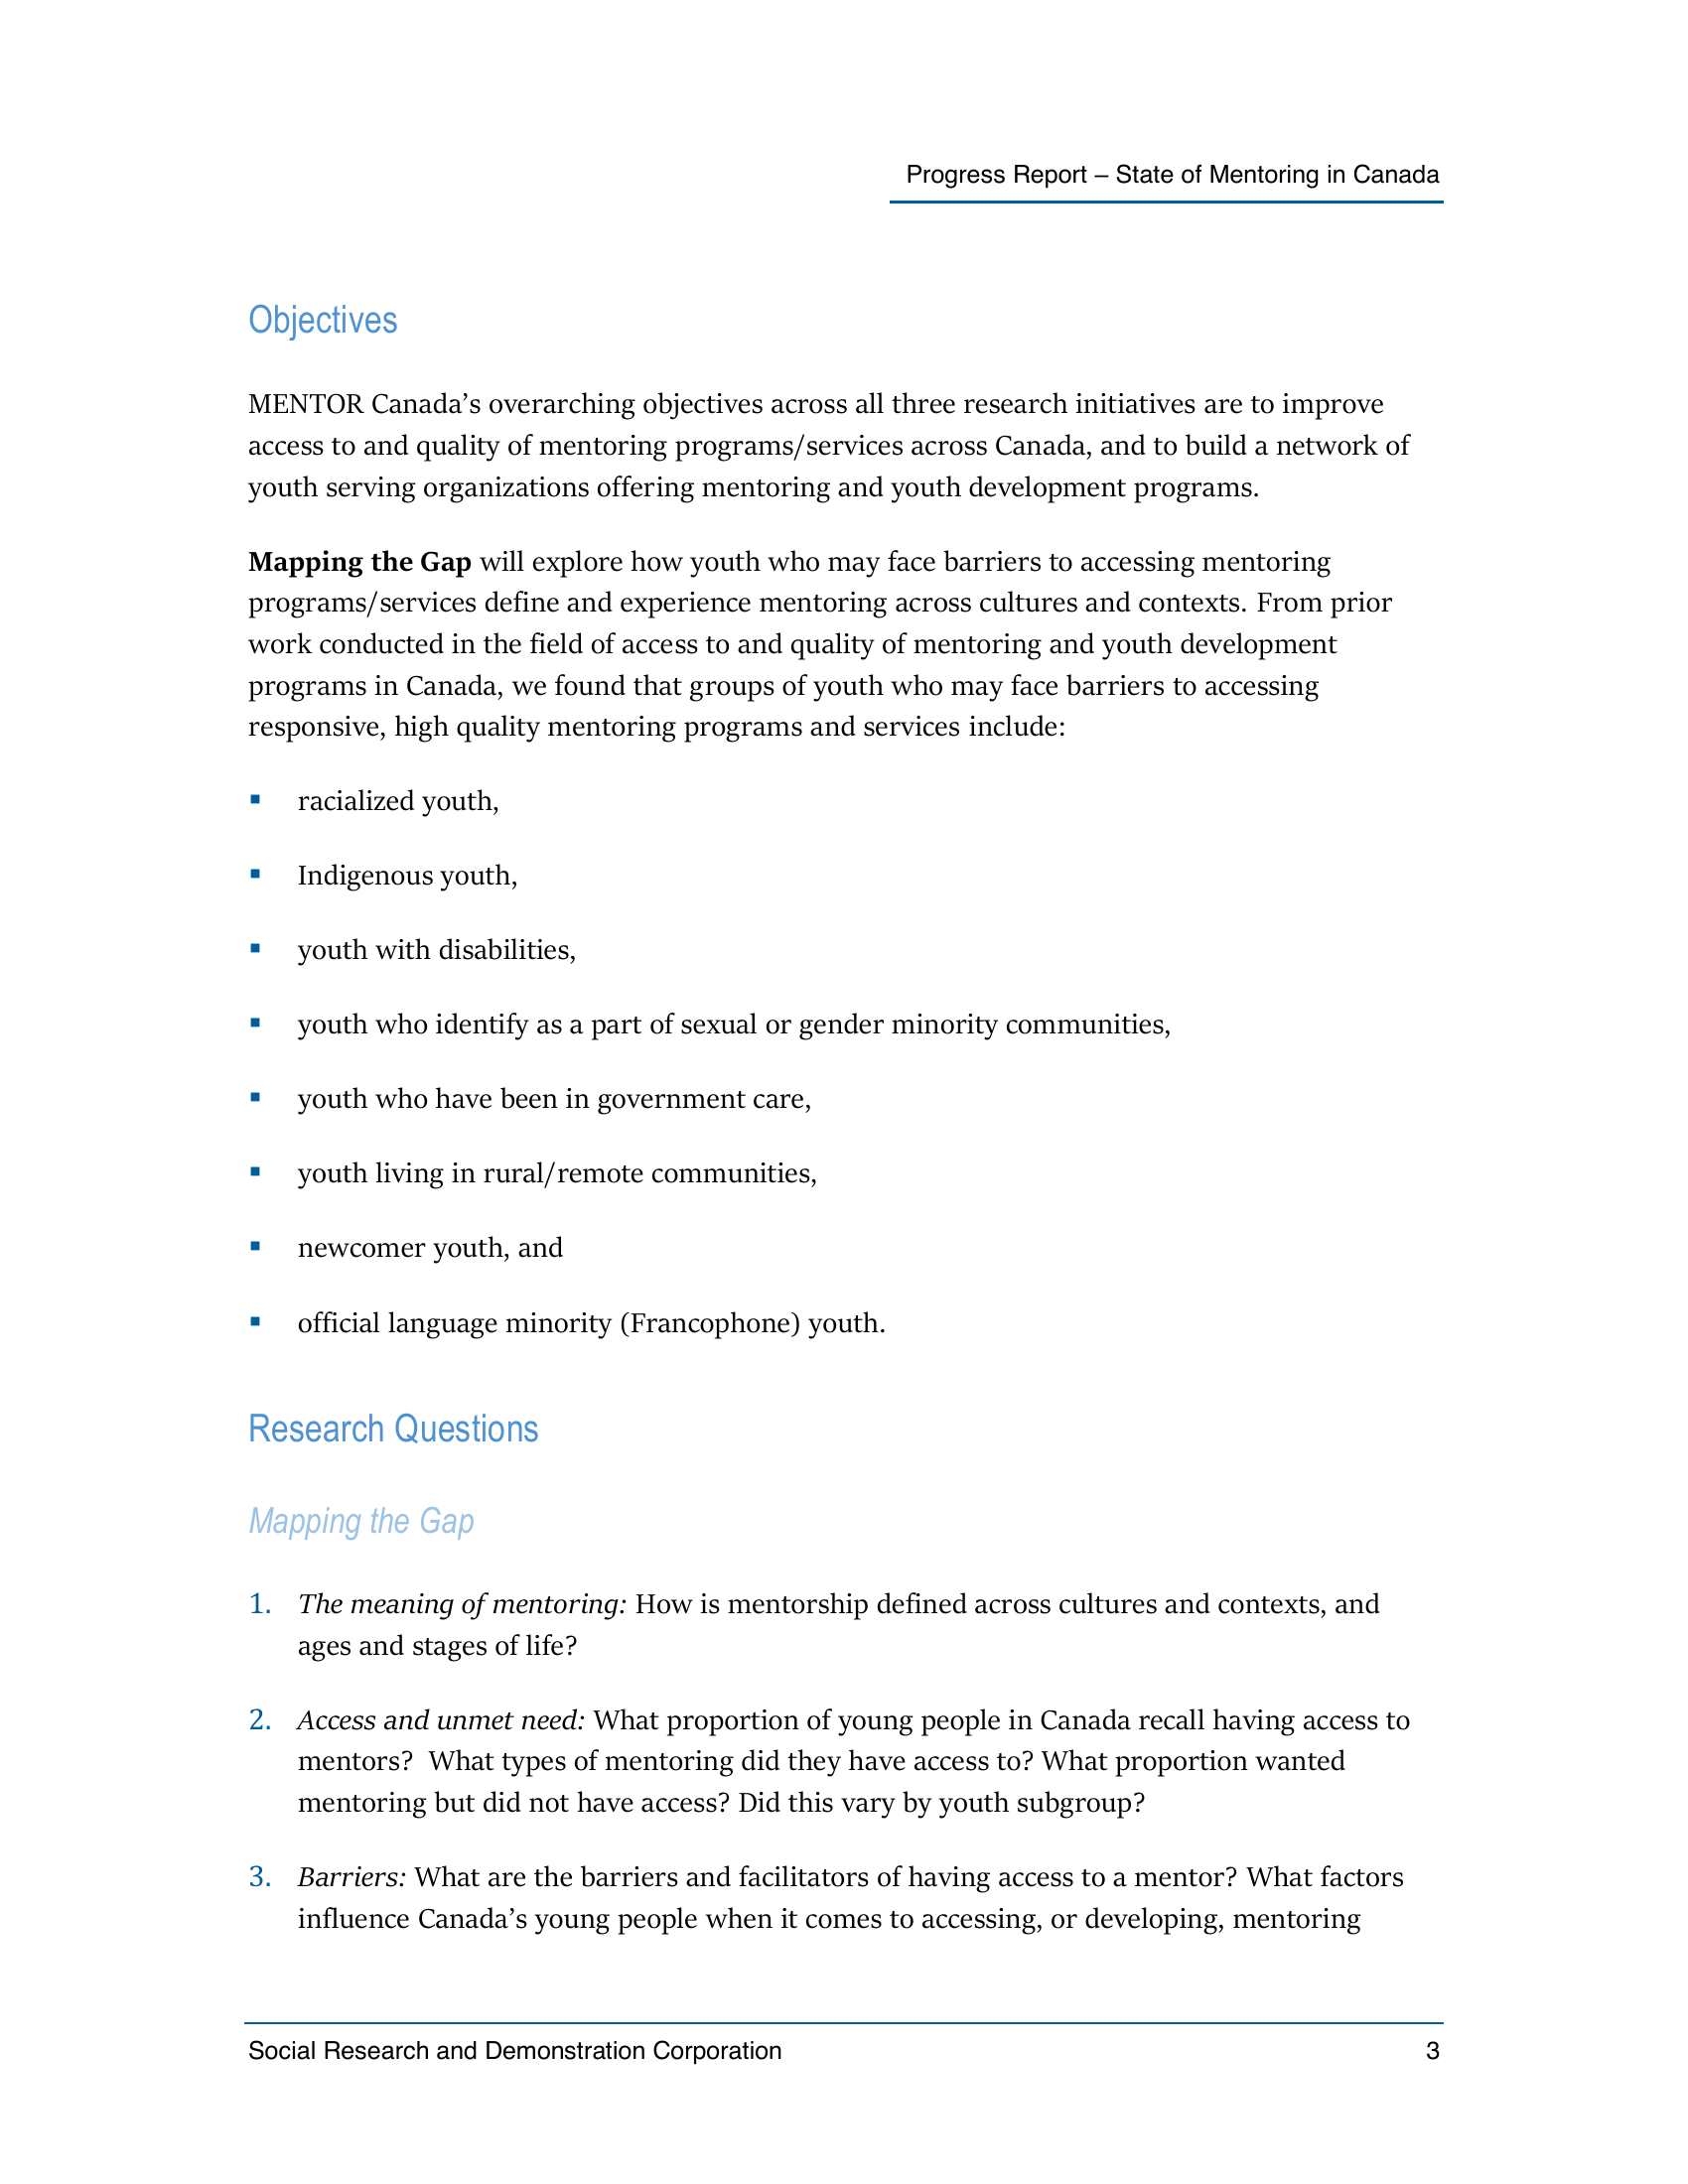 Progress Report – State of Mentoring in Canada
Objectives
MENTOR Canada’s overarching objectives across all three research initiatives are to improve
access to and quality of mentoring programs/services across Canada, and to build a network of
youth serving organizations offering mentoring and youth development programs.
Mapping the Gap will explore how youth who may face barriers to accessing mentoring
programs/services define and experience mentoring across cultures and contexts. From prior
work conducted in the field of access to and quality of mentoring and youth development
programs in Canada, we found that groups of youth who may face barriers to accessing
responsive, high quality mentoring programs and services include:
▪ racialized youth,
▪ Indigenous youth,
▪ youth with disabilities,
▪ youth who identify as a part of sexual or gender minority communities,
▪ youth who have been in government care,
▪ youth living in rural/remote communities,
▪ newcomer youth, and
▪ official language minority (Francophone) youth.
Research Questions
Mapping the Gap
1. The meaning of mentoring: How is mentorship defined across cultures and contexts, and
ages and stages of life?
2. Access and unmet need: What proportion of young people in Canada recall having access to
mentors?  What types of mentoring did they have access to? What proportion wanted
mentoring but did not have access? Did this vary by youth subgroup?
3. Barriers: What are the barriers and facilitators of having access to a mentor? What factors
influence Canada’s young people when it comes to accessing, or developing, mentoring
Social Research and Demonstration Corporation 3